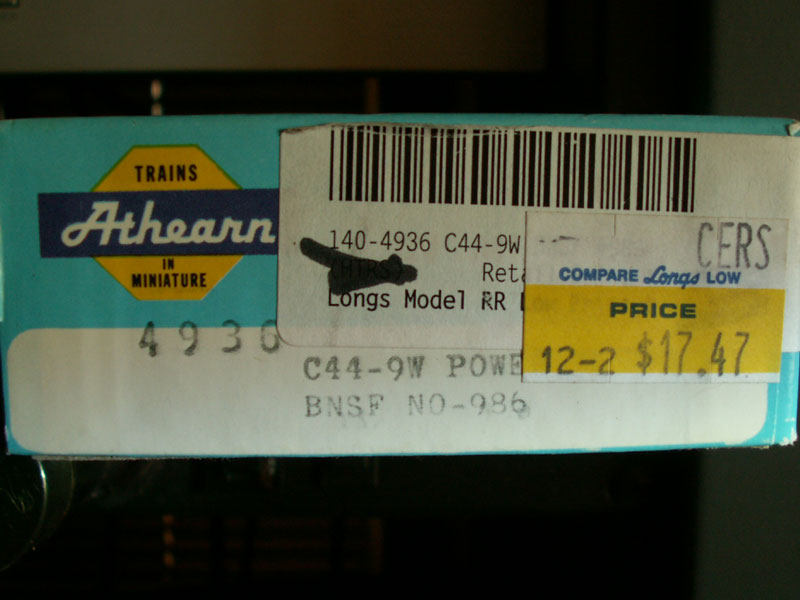 TRAINS
Athearn
IN
MINIATURE
4936
C44-9W POWE
BNSF NO-986
140-4936 C44-9W
(HTRS)
Reta
Longs Model RR
CERS
COMPARE Longs LOW
PRICE
12-2 $17.47